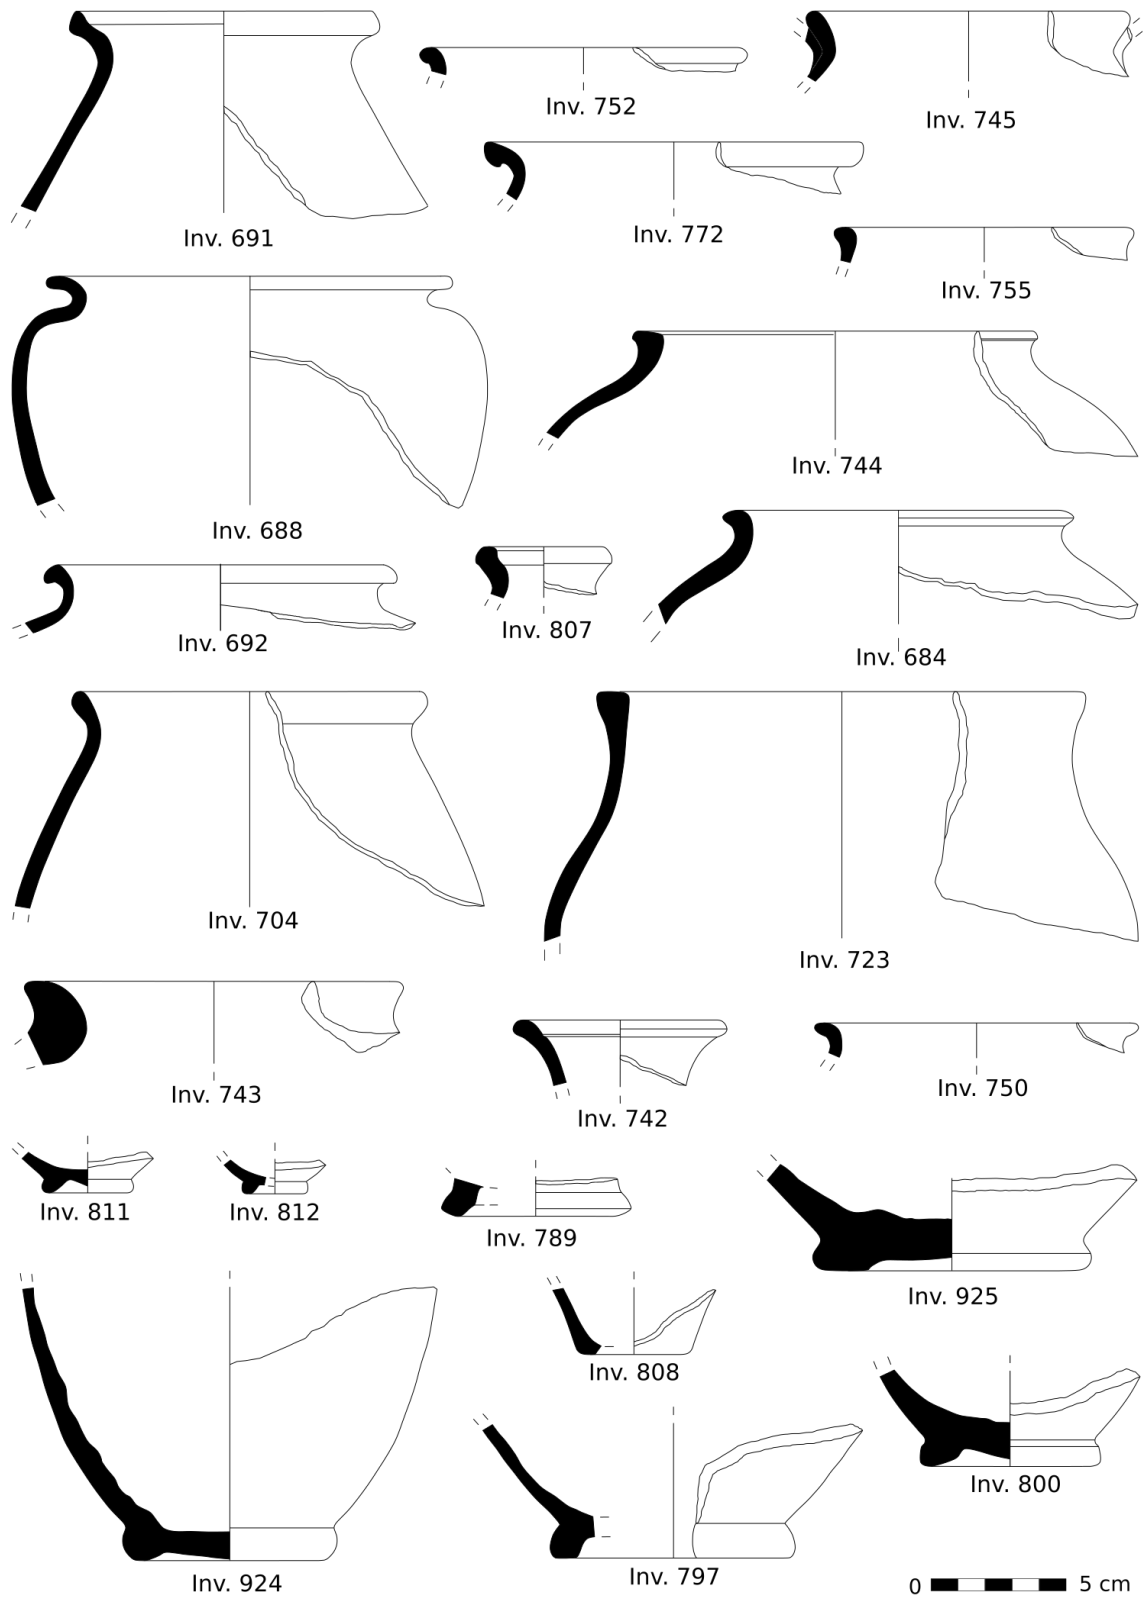 Inv. 691
Inv. 752
Inv. 745
Inv. 772
Inv. 755
Inv. 688
Inv. 744
Inv. 692
Inv. 807
Inv. 684
Inv. 704
Inv. 723
Inv. 743
Inv. 742
Inv. 750
Inv. 811
Inv. 812
Inv. 789
Inv. 925
Inv. 808
Inv. 800
Inv. 924
Inv. 797
0 5 cm